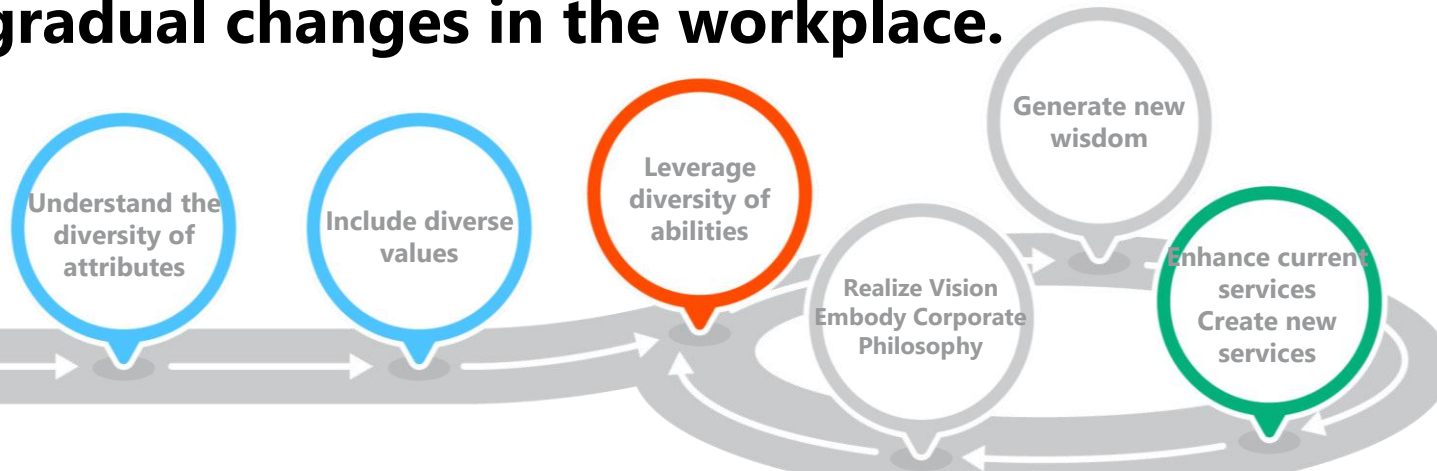 gradual changes in the workplace.
Understand the
diversity of
attributes
Include diverse
values
Leverage
diversity of
abilities
Generate new
wisdom
Enhance current
services
Create new
services
Realize Vision
Embody Corporate
Philosophy